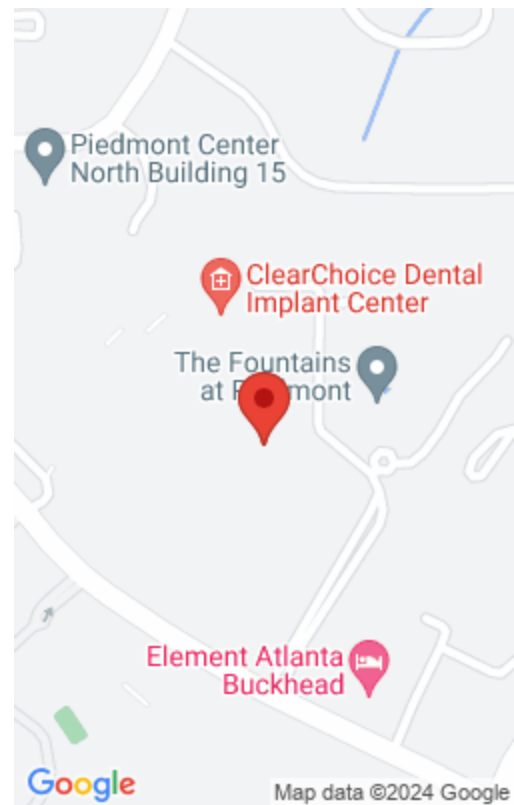 Piedmont Center
North Building 15
ClearChoice Dental
Implant Center
The Fountains
at P mont
Element Atlanta
Buckhead
Google
Map data ©2024 Google